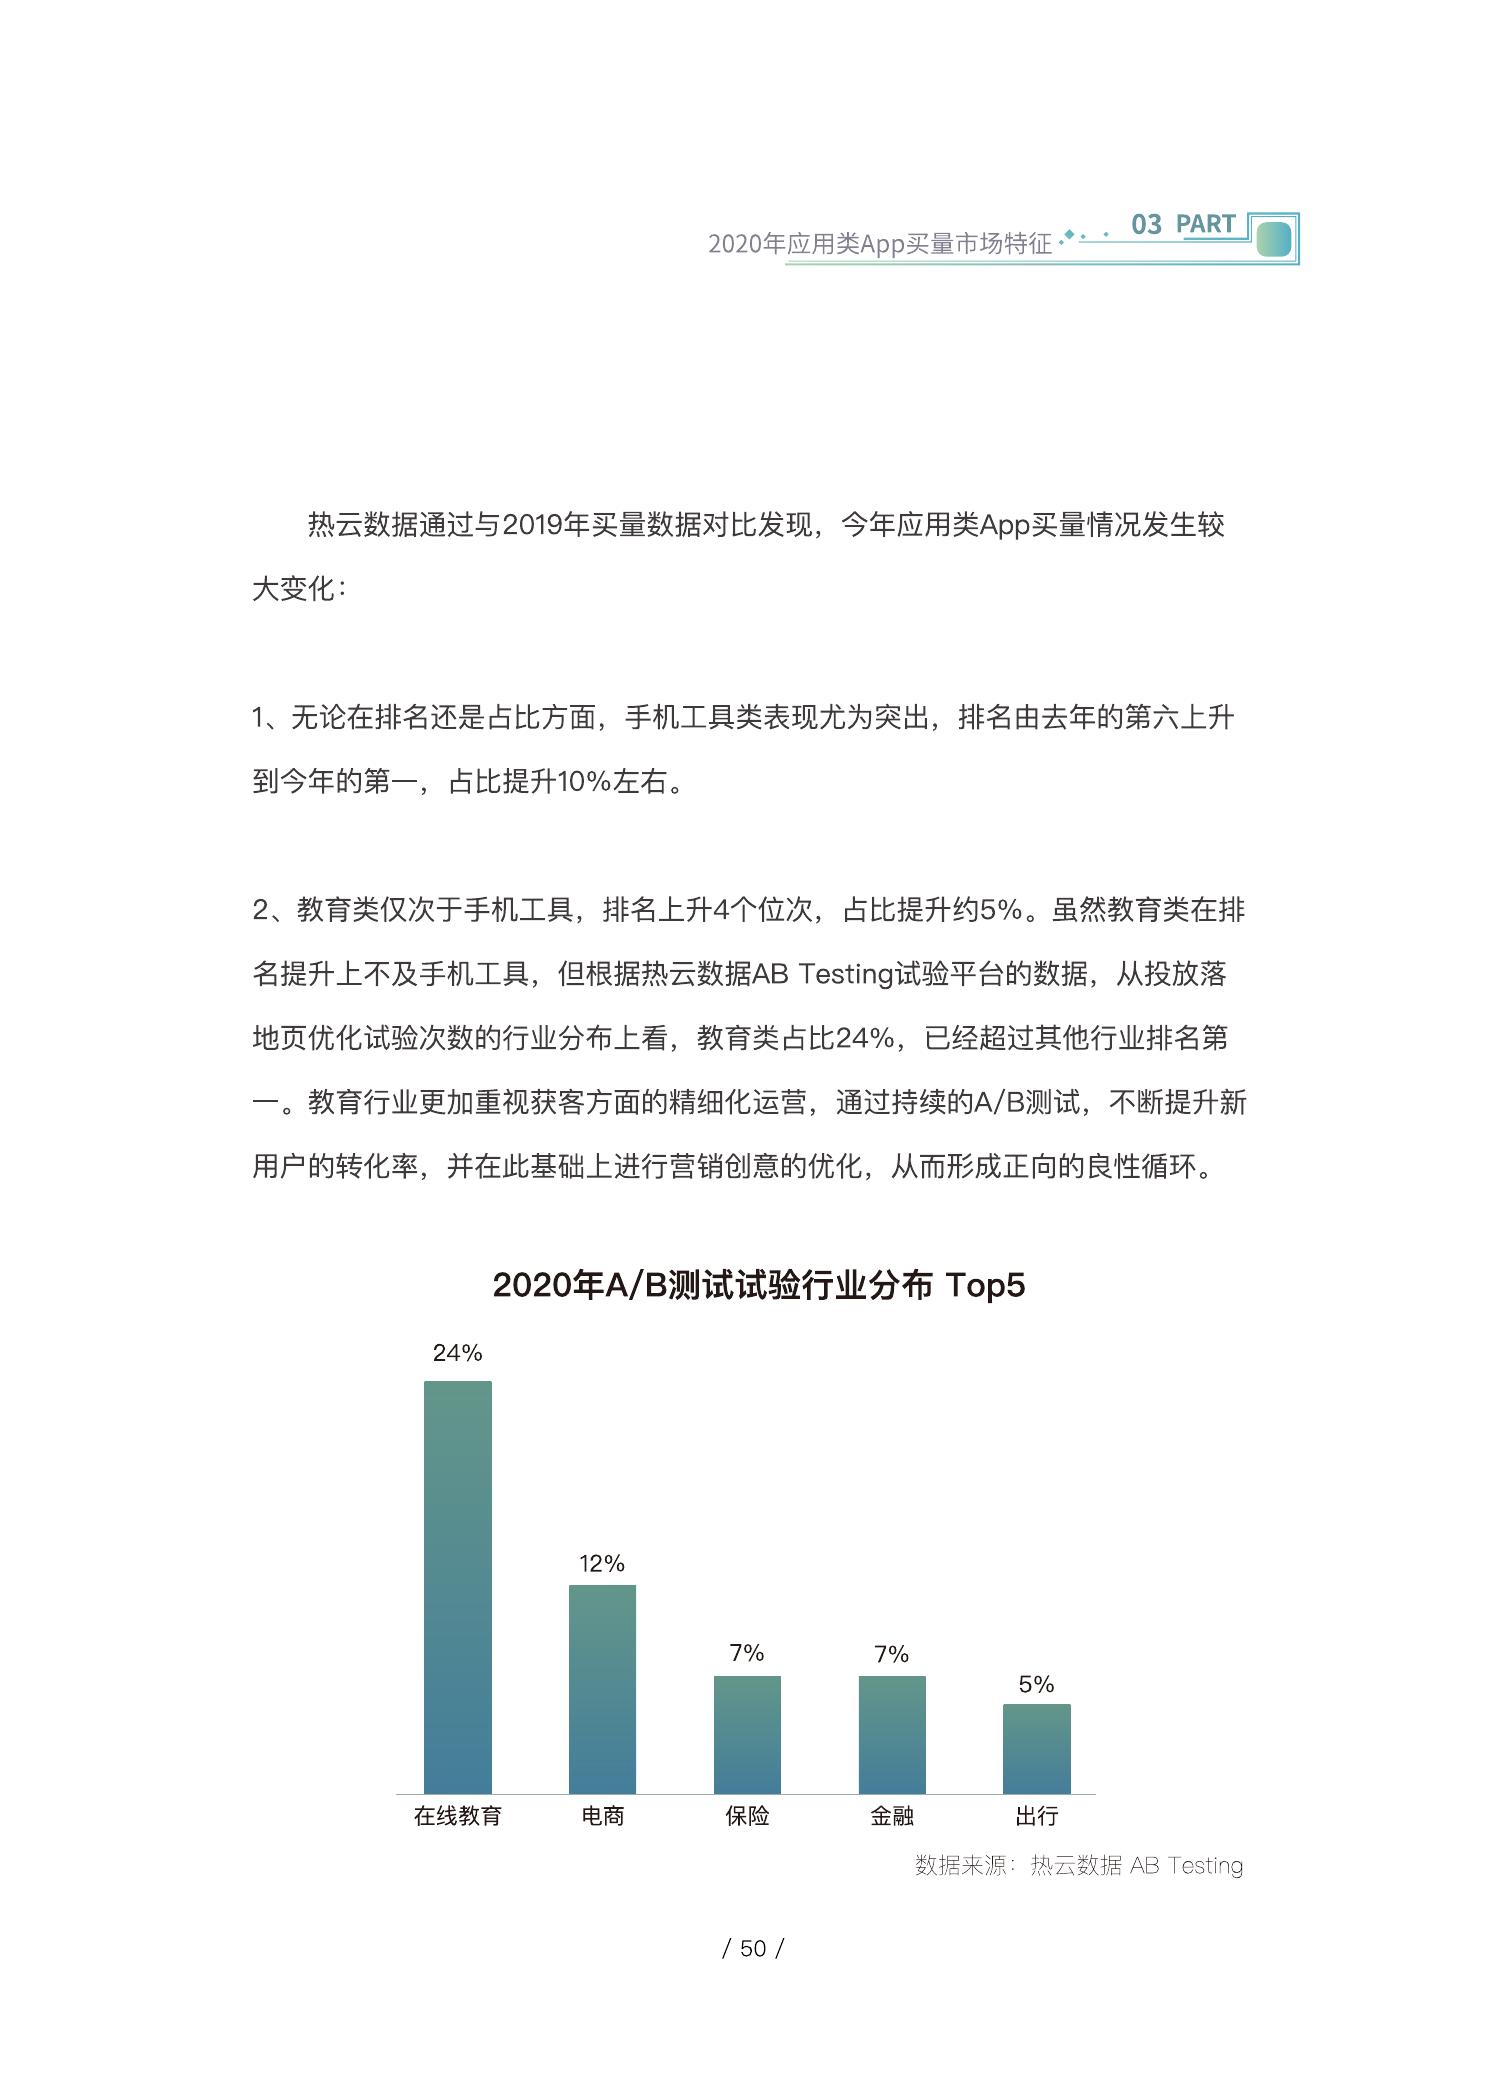 03 PART
2020年应用类App买量市场特征
热云数据通过与2019年买量数据对比发现，今年应用类App买量情况发生较
大变化：
1、无论在排名还是占比方面，手机工具类表现尤为突出，排名由去年的第六上升
到今年的第一，占比提升10%左右。
2、教育类仅次于手机工具，排名上升4个位次，占比提升约5%。虽然教育类在排
名提升上不及手机工具，但根据热云数据AB Testing试验平台的数据，从投放落
地页优化试验次数的行业分布上看，教育类占比24%，已经超过其他行业排名第
一。教育行业更加重视获客方面的精细化运营，通过持续的A/B测试，不断提升新
用户的转化率，并在此基础上进行营销创意的优化，从而形成正向的良性循环。
2020年A/B测试试验行业分布 Top5
24%
12%
7%
7%
5%
在线教育 电商 保险 金融 出行
数据来源：热云数据 AB Testing
/ 50 /